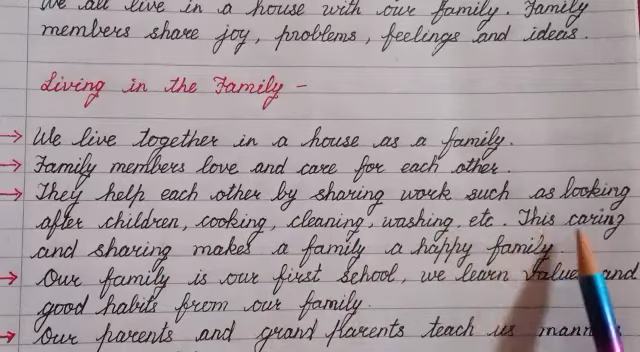 We all live in a house with our family. Family
members share joy, problems, feelings and ideas.
Living in the Family -
→ We live together in a house as a family.
→ Family members love and care for each other.
→ They help each other by sharing work such as looking
after children, cooking, cleaning, washing, etc. This caring
and sharing makes a family a happy family.
→ Our family is our first school, we learn value and
good habits from our family.
→ Our parents and grand parents teach us